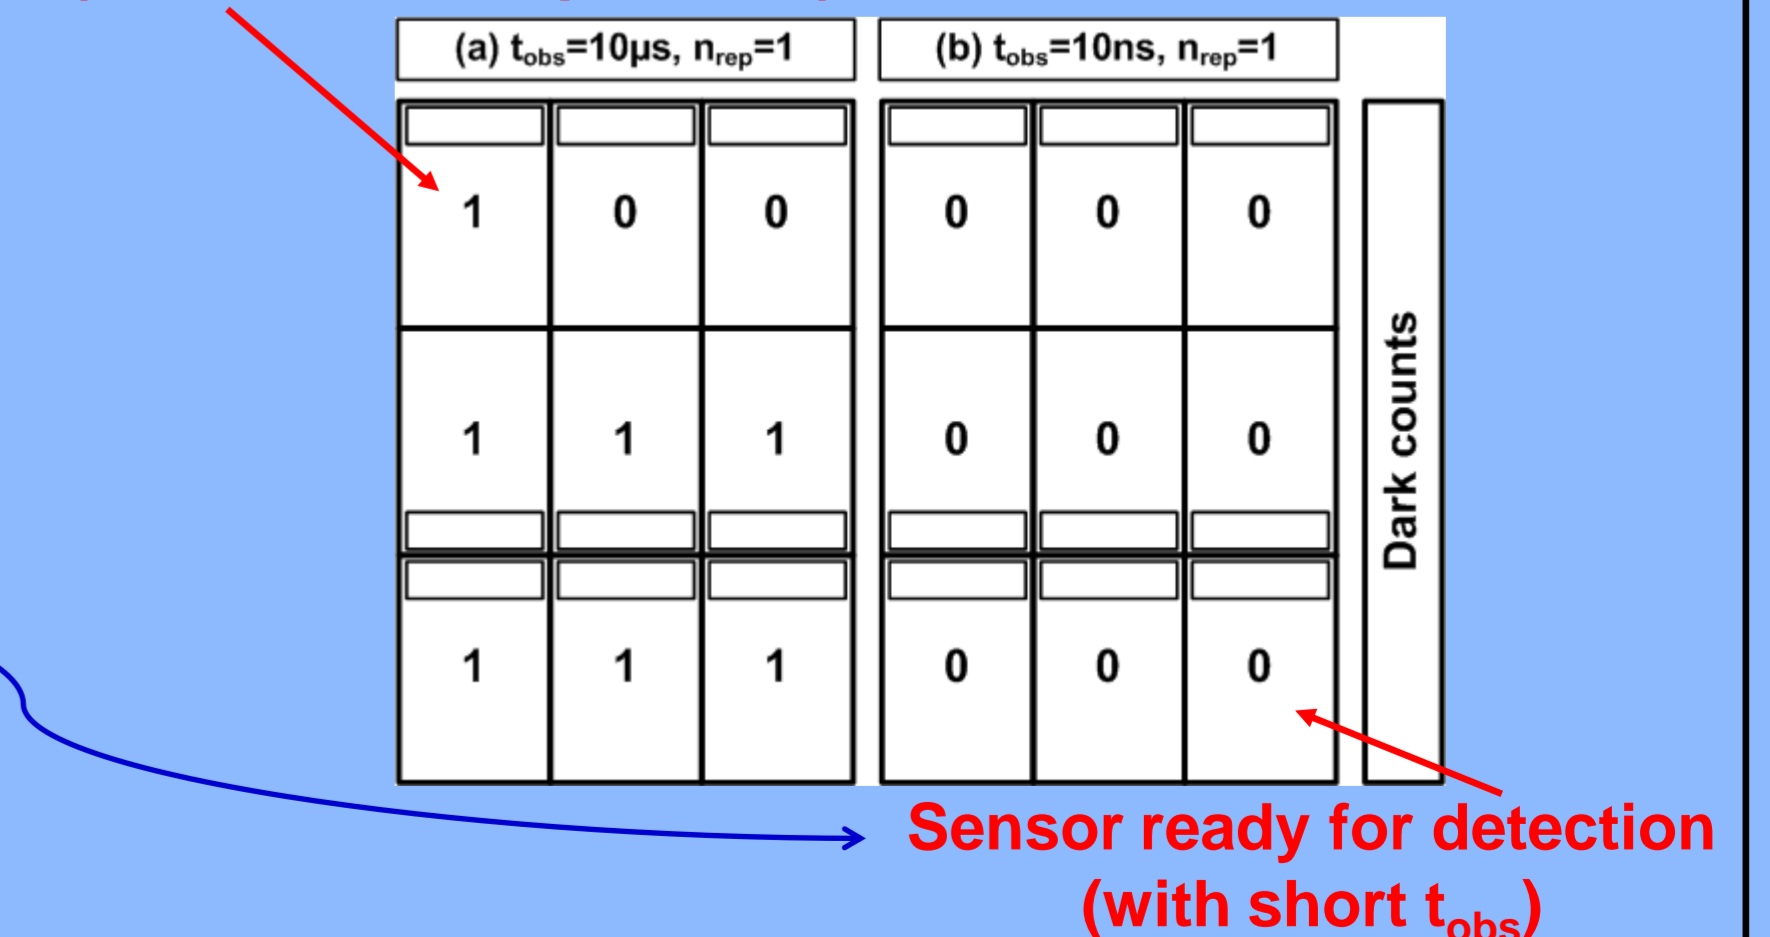 (a) tobs=10µs, nrep=1
(b) tobs=10ns, nrep=1
1 0 0
0 0 0
1 1 1
0 0 0
1 1 1
0 0 0
Dark counts
Sensor ready for detection
(with short tobs)